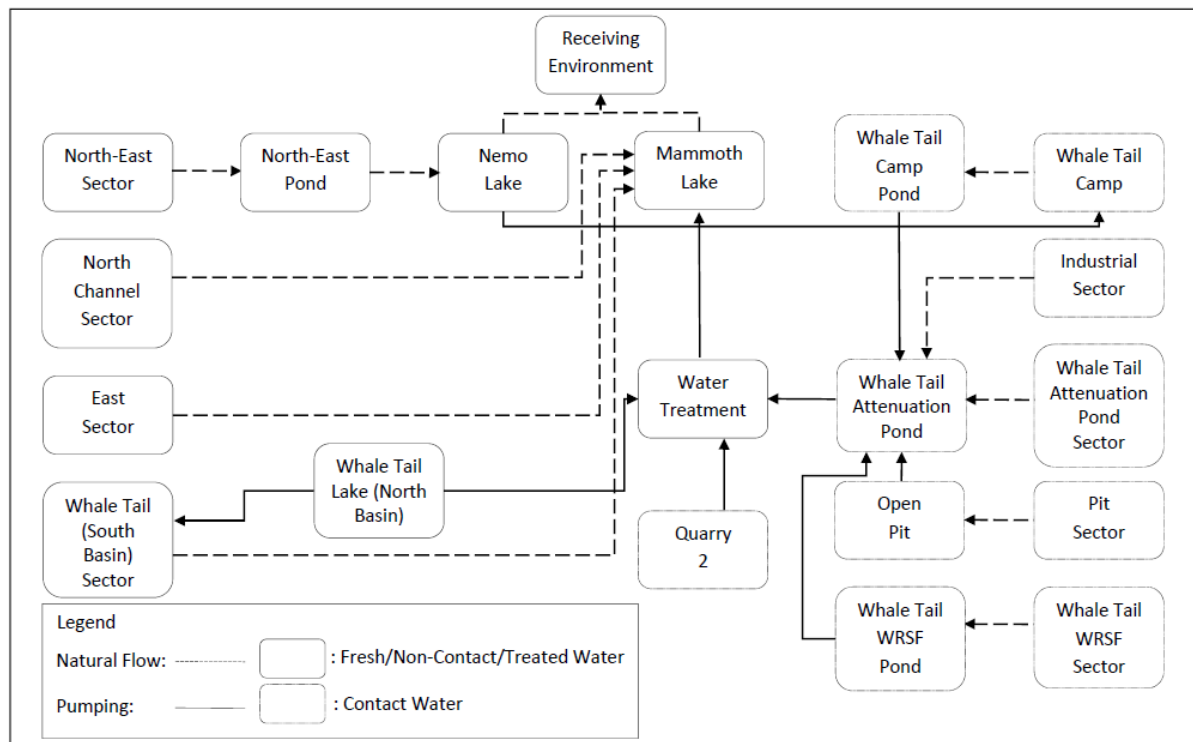 Receiving
Environment
North-East
Sector
North-East
Pond
Nemo
Lake
Mammoth
Lake
Whale Tail
Camp
Pond
Whale Tail
Camp
North
Channel
Sector
Industrial
Sector
East
Sector
Water
Treatment
Whale Tail
Attenuation
Pond
Whale Tail
Attenuation
Pond
Sector
Whale Tail
Lake (North
Basin)
Whale Tail
(South
Basin)
Sector
Quarry
2
Open
Pit
Pit
Sector
Whale Tail
WRSF
Pond
Whale Tail
WRSF
Sector
Legend
Natural Flow:
: Fresh/Non-Contact/Treated Water
Pumping:
: Contact Water